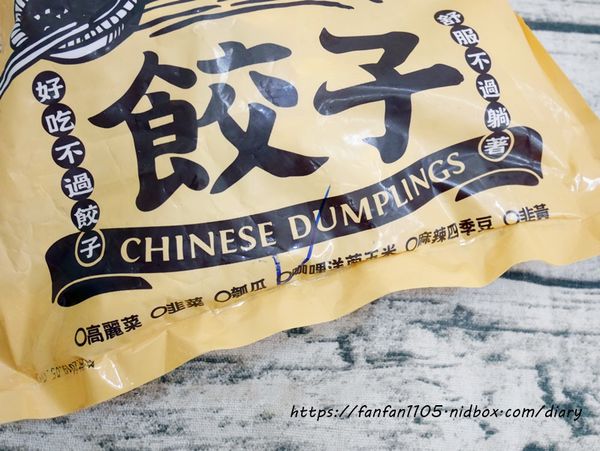 好吃不過餃子
餃子
舒服不過躺著
CHINESE DUMPLINGS
高麗菜 韭菜 瓠瓜 咖哩洋蔥玉米 麻辣四季豆 韭黃
https://fanfan1105.nidbox.com/diary